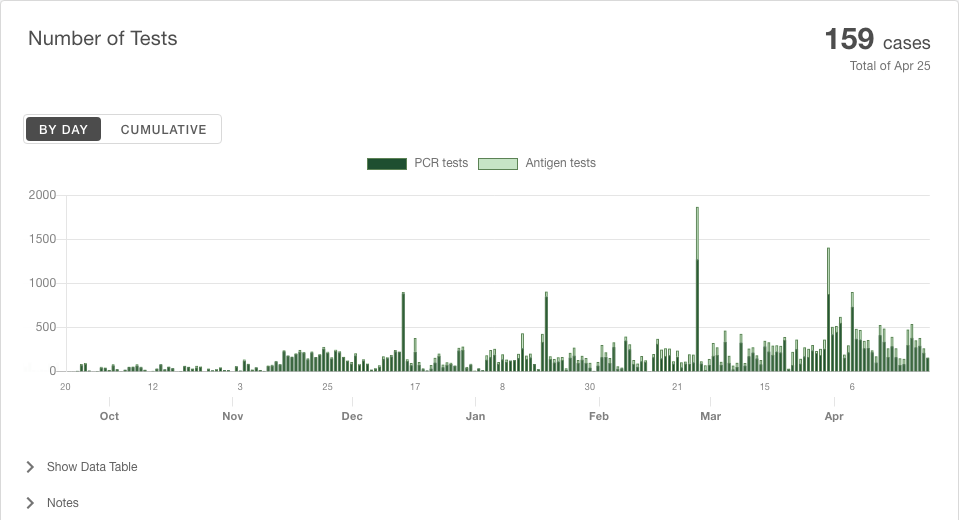 Number of Tests
159 cases
Total of Apr 25
BY DAY CUMULATIVE
PCR tests Antigen tests
2000
1500
1000
500
0
20 12 3 25 17 8 30 21 15 6
Oct Nov Dec Jan Feb Mar Apr
Show Data Table
Notes